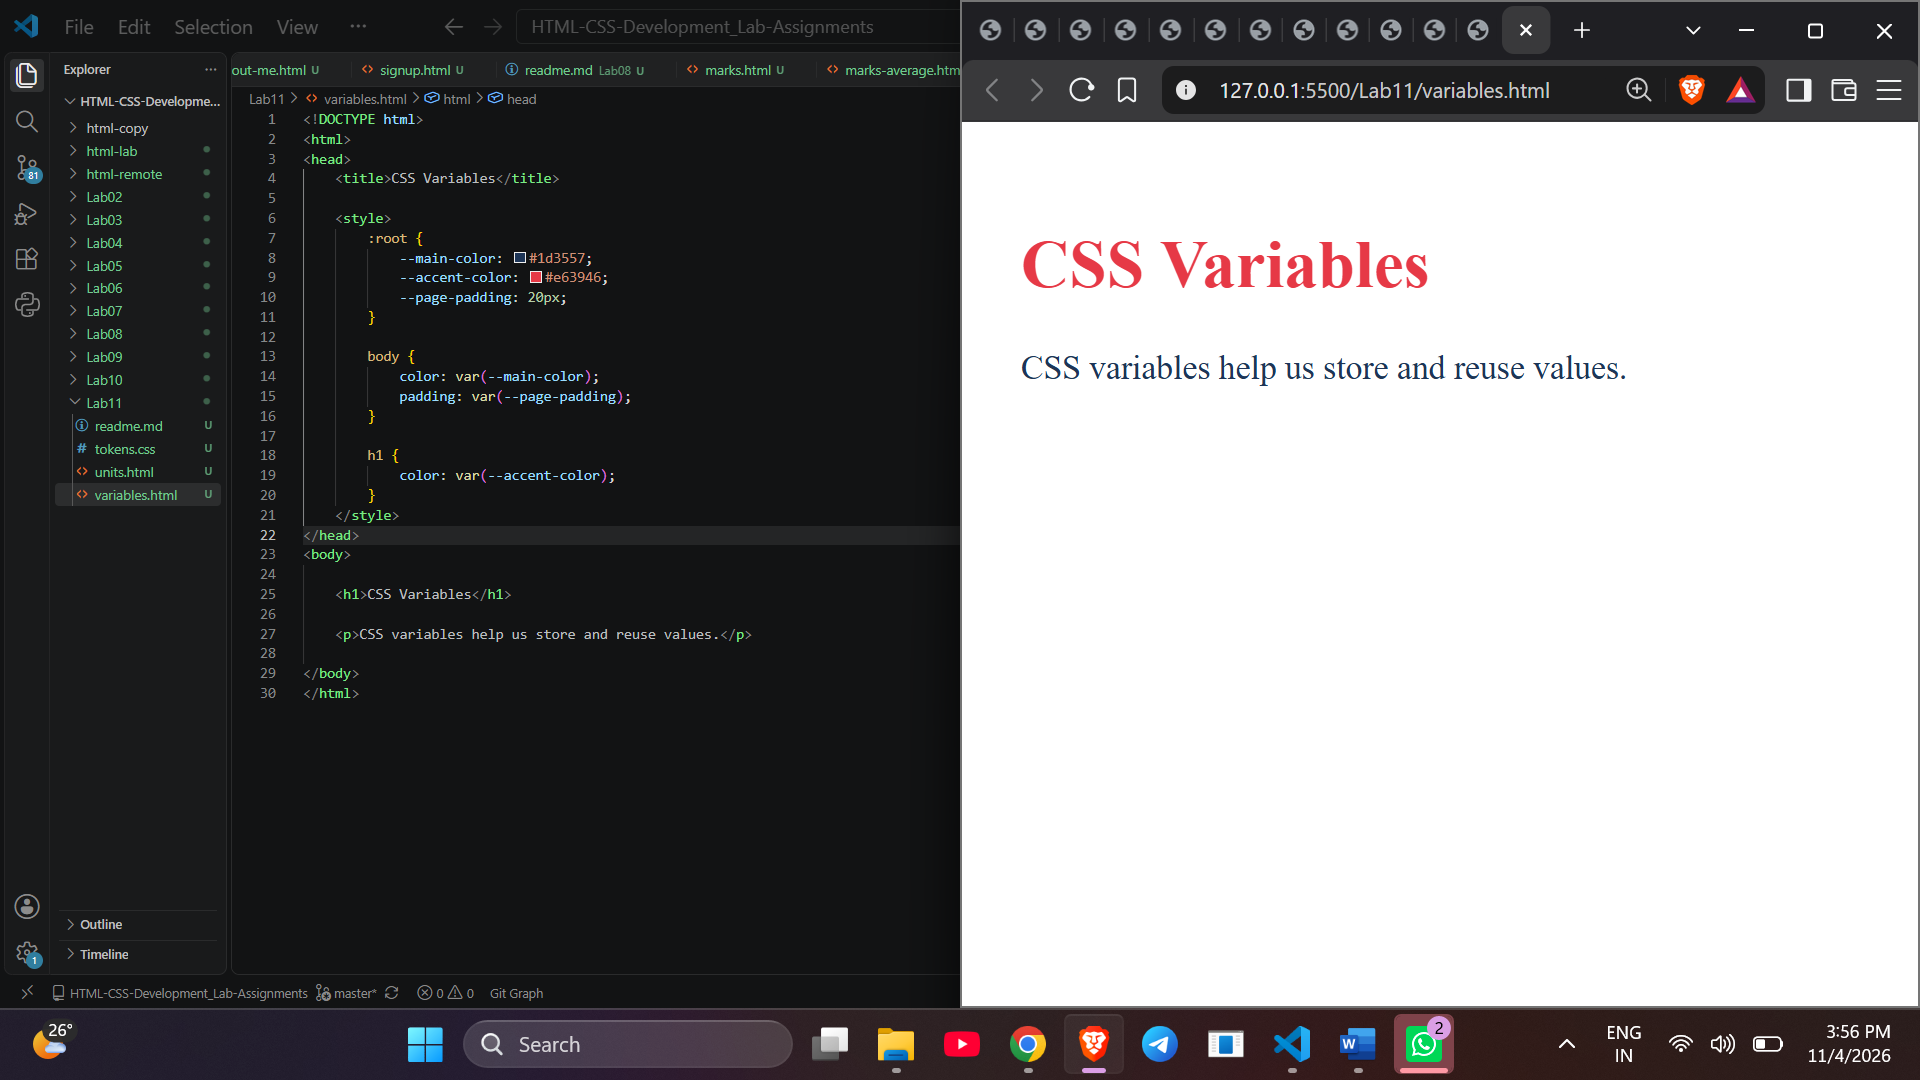 File Edit Selection View ··· HTML-CSS-Development_Lab-Assignments
Explorer ···
HTML-CSS-Developme...
html-copy
html-lab
html-remote
Lab02
Lab03
Lab04
Lab05
Lab06
Lab07
Lab08
Lab09
Lab10
Lab11
readme.md U
tokens.css U
units.html U
variables.html U
Outline
Timeline
81
1
out-me.html U signup.html U readme.md Lab08 U marks.html U marks-average.htm
Lab11 > variables.html > html > head
1 <!DOCTYPE html>
2 <html>
3 <head>
4 <title>CSS Variables</title>
5
6 <style>
7 :root {
8 --main-color: #1d3557;
9 --accent-color: #e63946;
10 --page-padding: 20px;
11 }
12
13 body {
14 color: var(--main-color);
15 padding: var(--page-padding);
16 }
17
18 h1 {
19 color: var(--accent-color);
20 }
21 </style>
22 </head>
23 <body>
24
25 <h1>CSS Variables</h1>
26
27 <p>CSS variables help us store and reuse values.</p>
28
29 </body>
30 </html>
HTML-CSS-Development_Lab-Assignments master* 0 0 Git Graph
127.0.0.1:5500/Lab11/variables.html
CSS Variables
CSS variables help us store and reuse values.
26°
Search
W
2
ENG
IN
3:56 PM
11/4/2026